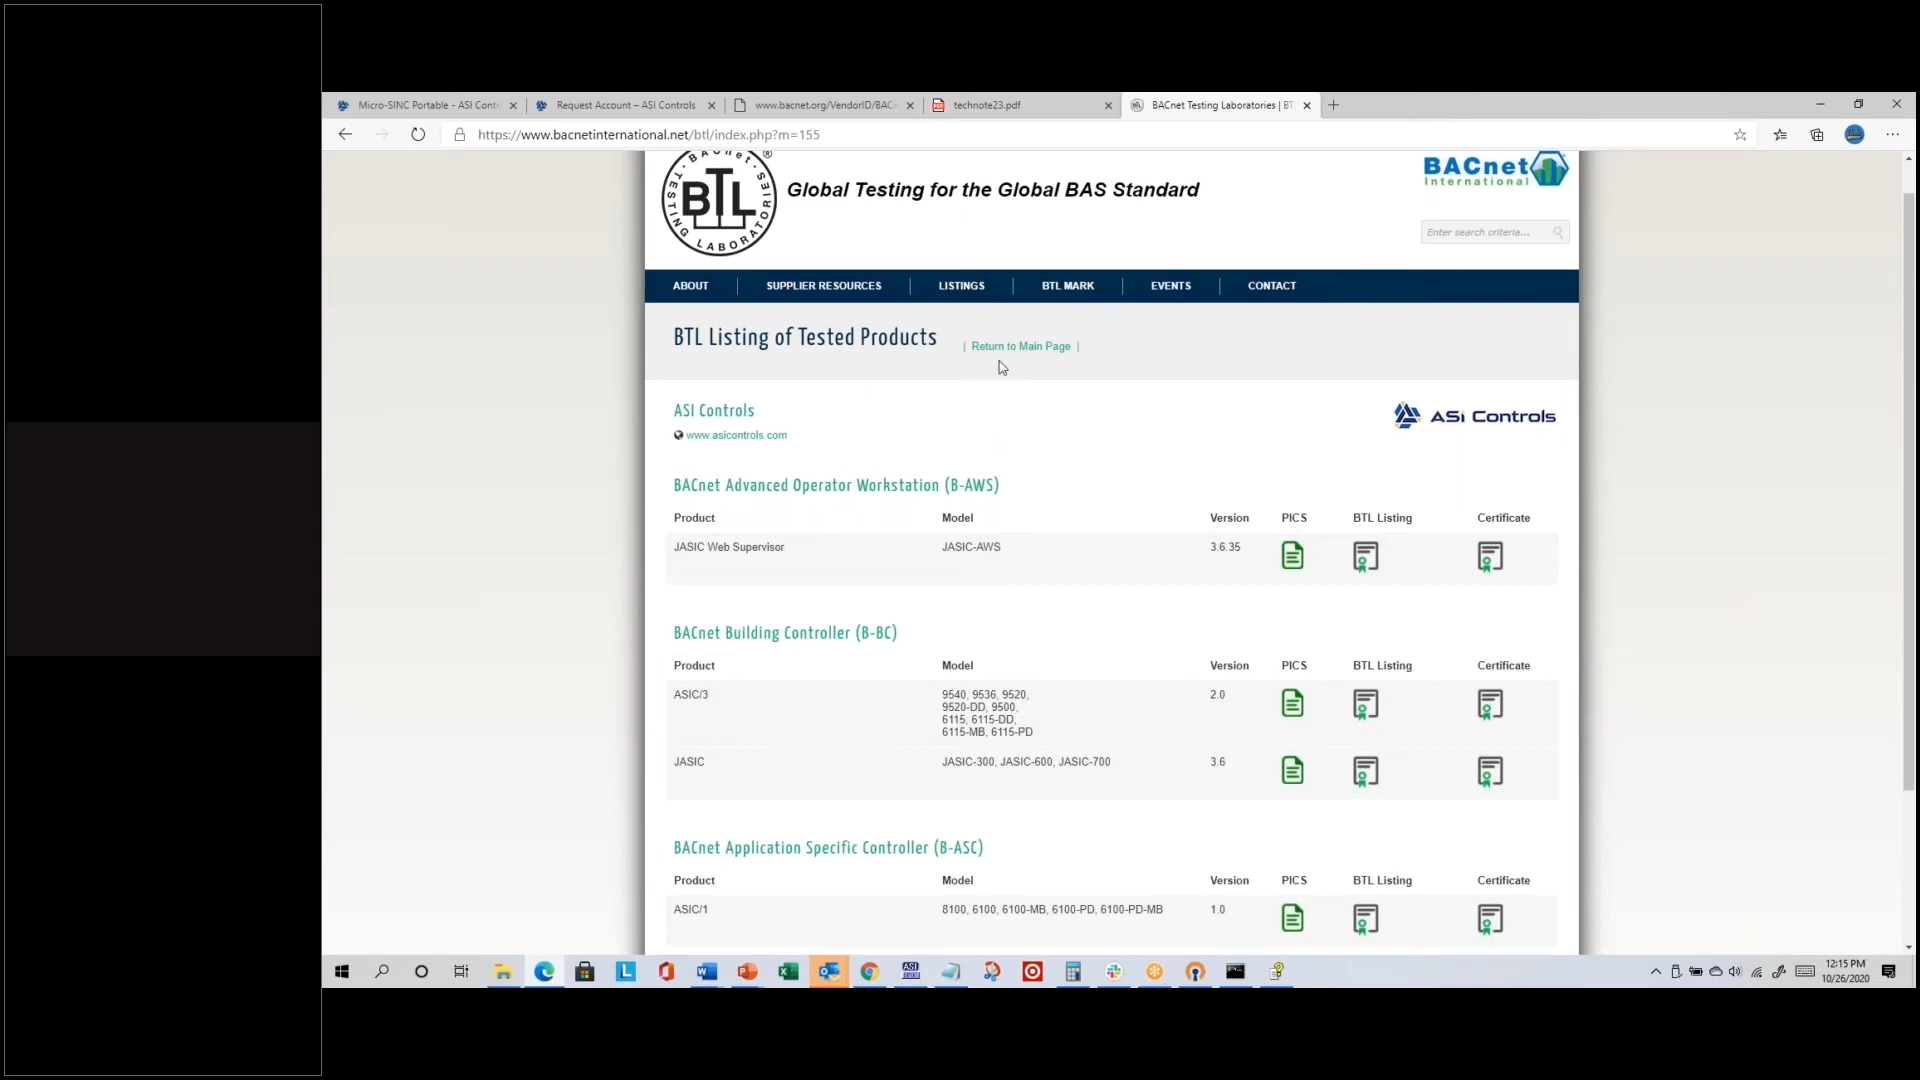 Micro-SINC Portable - ASI Contr
Request Account – ASI Controls
www.bacnet.org/VendorID/BAC
technote23.pdf
BACnet Testing Laboratories | BT
https://www.bacnetinternational.net/btl/index.php?m=155
BACnet TESTING LABORATORIES ®
BTL
Global Testing for the Global BAS Standard
BACnet
International
Enter search criteria...
ABOUT
SUPPLIER RESOURCES
LISTINGS
BTL MARK
EVENTS
CONTACT
BTL Listing of Tested Products
| Return to Main Page |
ASI Controls
www.asicontrols.com
ASi Controls
BACnet Advanced Operator Workstation (B-AWS)
Product Model Version PICS BTL Listing Certificate
JASIC Web Supervisor JASIC-AWS 3.6.35
BACnet Building Controller (B-BC)
Product Model Version PICS BTL Listing Certificate
ASIC/3 9540, 9536, 9520, 2.0
9520-DD, 9500,
6115, 6115-DD,
6115-MB, 6115-PD
JASIC JASIC-300, JASIC-600, JASIC-700 3.6
BACnet Application Specific Controller (B-ASC)
Product Model Version PICS BTL Listing Certificate
ASIC/1 8100, 6100, 6100-MB, 6100-PD, 6100-PD-MB 1.0
12:15 PM
10/26/2020